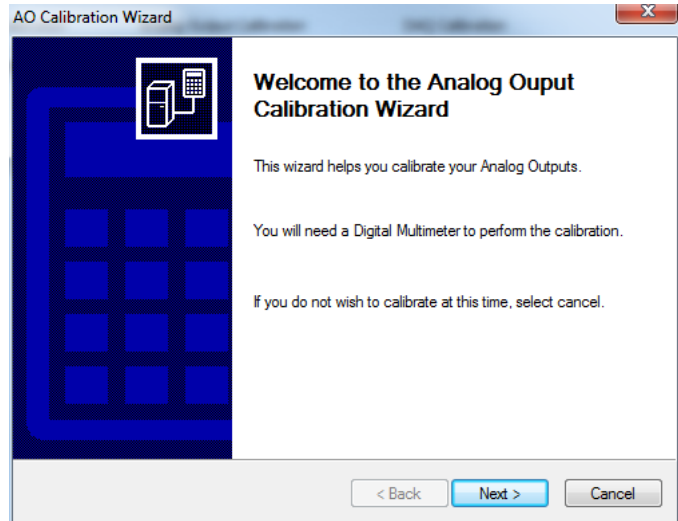 AO Calibration Wizard
Welcome to the Analog Ouput
Calibration Wizard
This wizard helps you calibrate your Analog Outputs.
You will need a Digital Multimeter to perform the calibration.
If you do not wish to calibrate at this time, select cancel.
< Back
Next >
Cancel